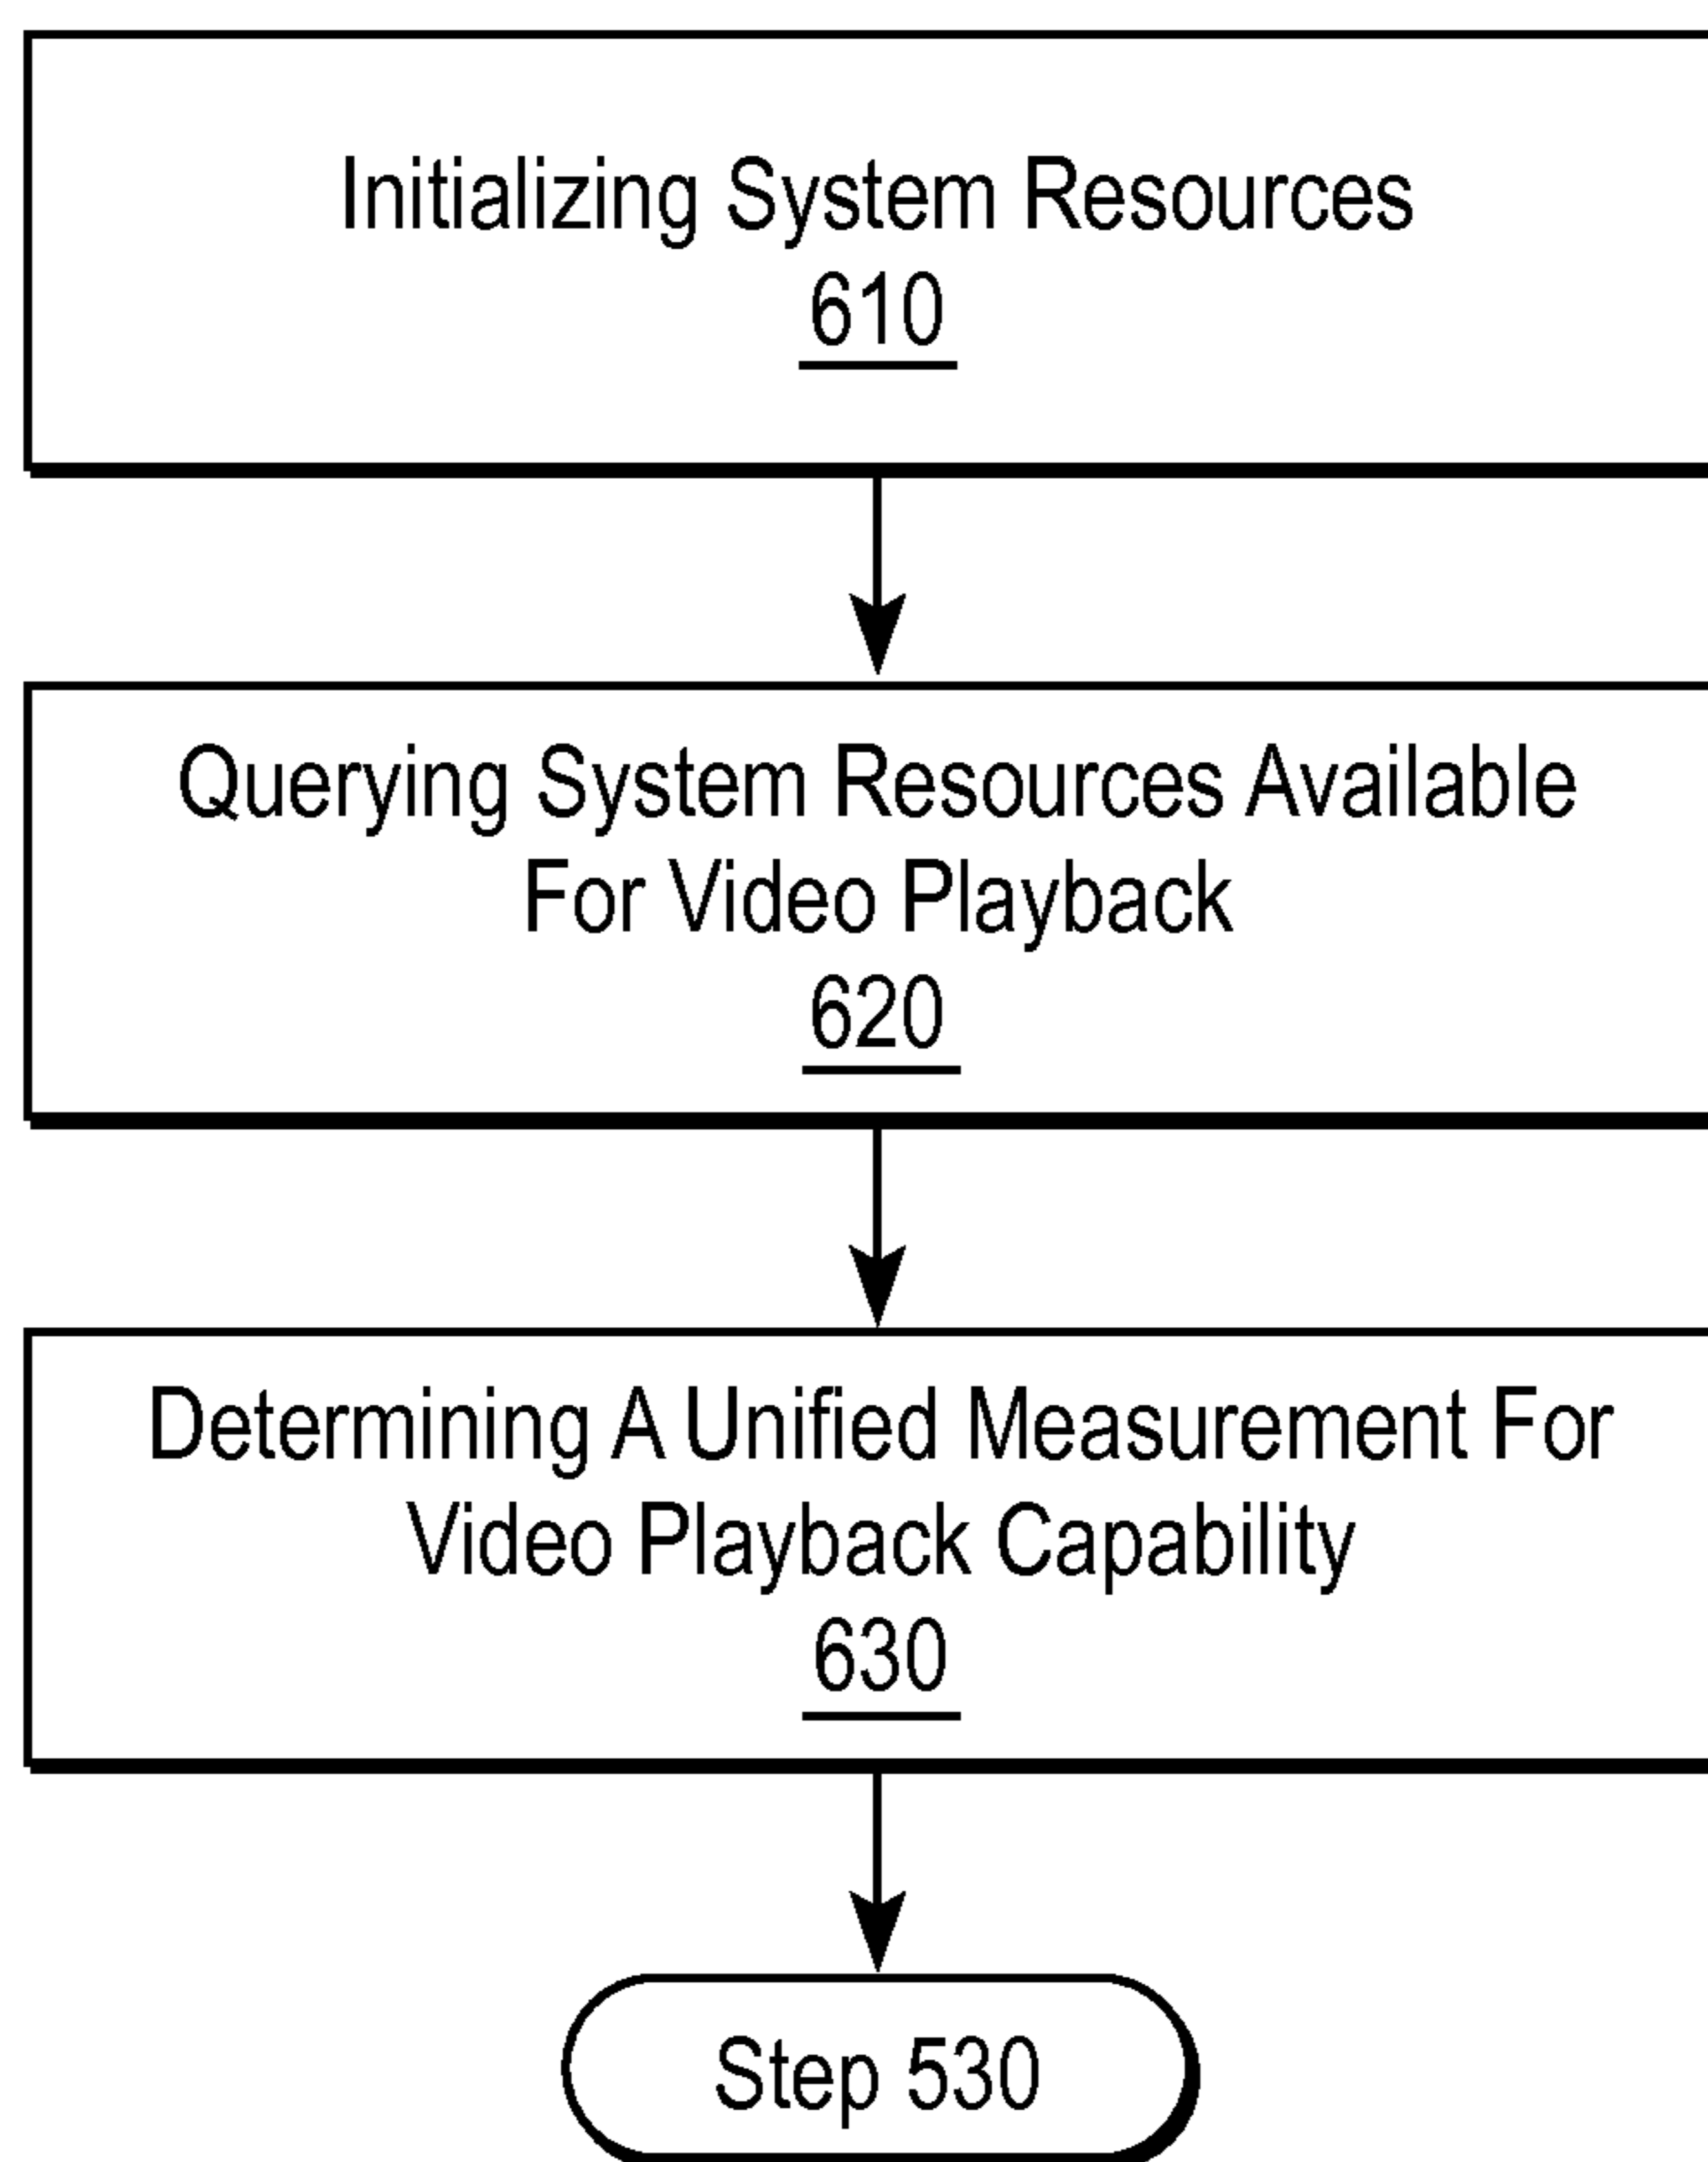 Initializing System Resources
610
Querying System Resources Available
For Video Playback
620
Determining A Unified Measurement For
Video Playback Capability
630
Step 530